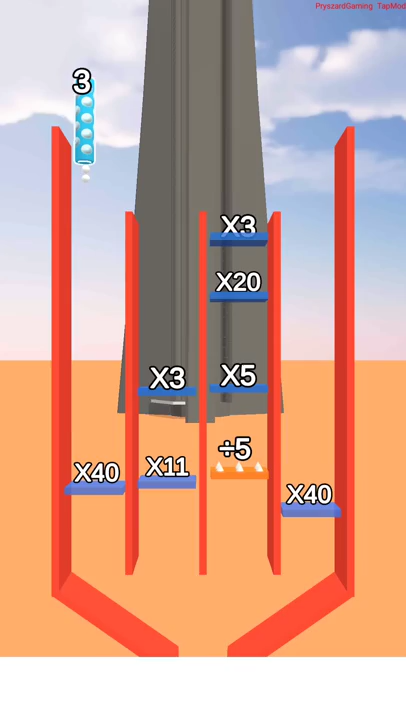 PryszardGaming TapMod
3
X3
X20
X3 X5
÷5
X40 X11
X40